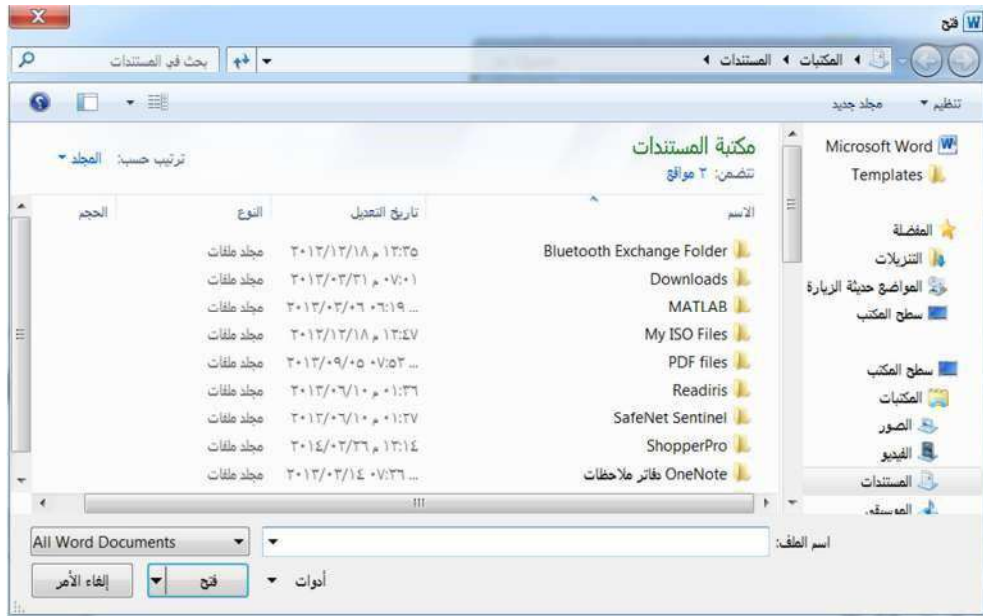 فتح
المكتبات المستندات
بحث في المستندات
تنظيم مجلد جديد
Microsoft Word
Templates
المفضلة
التنزيلات
المواضع حديثة الزيارة
سطح المكتب
سطح المكتب
المكتبات
الصور
الفيديو
المستندات
الموسيقى
مكتبة المستندات
تتضمن: ٣ مواقع
ترتيب حسب: المجلد
الاسم تاريخ التعديل النوع الحجم
Bluetooth Exchange Folder مجلد ملفات
Downloads مجلد ملفات
MATLAB مجلد ملفات
My ISO Files مجلد ملفات
PDF files مجلد ملفات
Readiris مجلد ملفات
SafeNet Sentinel مجلد ملفات
ShopperPro مجلد ملفات
OneNote دفاتر ملاحظات مجلد ملفات
اسم الملف:
All Word Documents
أدوات فتح إلغاء الأمر